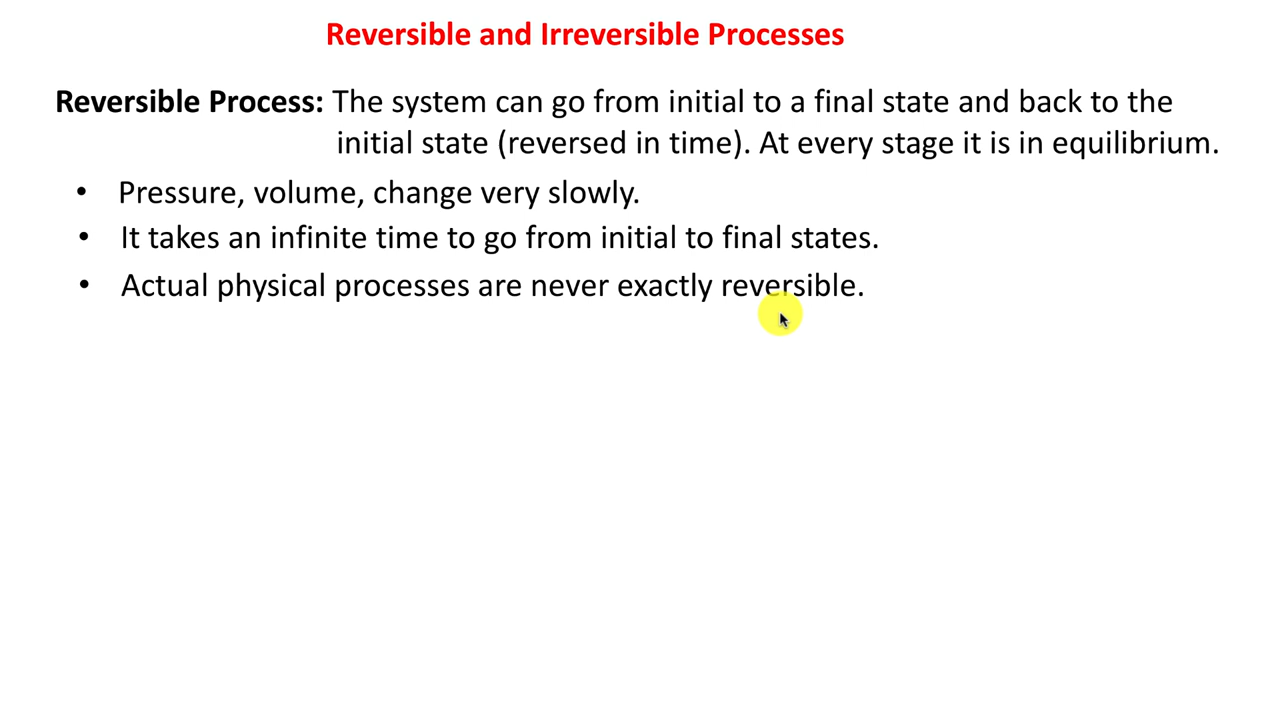 Reversible and Irreversible Processes
Reversible Process: The system can go from initial to a final state and back to the
initial state (reversed in time). At every stage it is in equilibrium.
• Pressure, volume, change very slowly.
• It takes an infinite time to go from initial to final states.
• Actual physical processes are never exactly reversible.